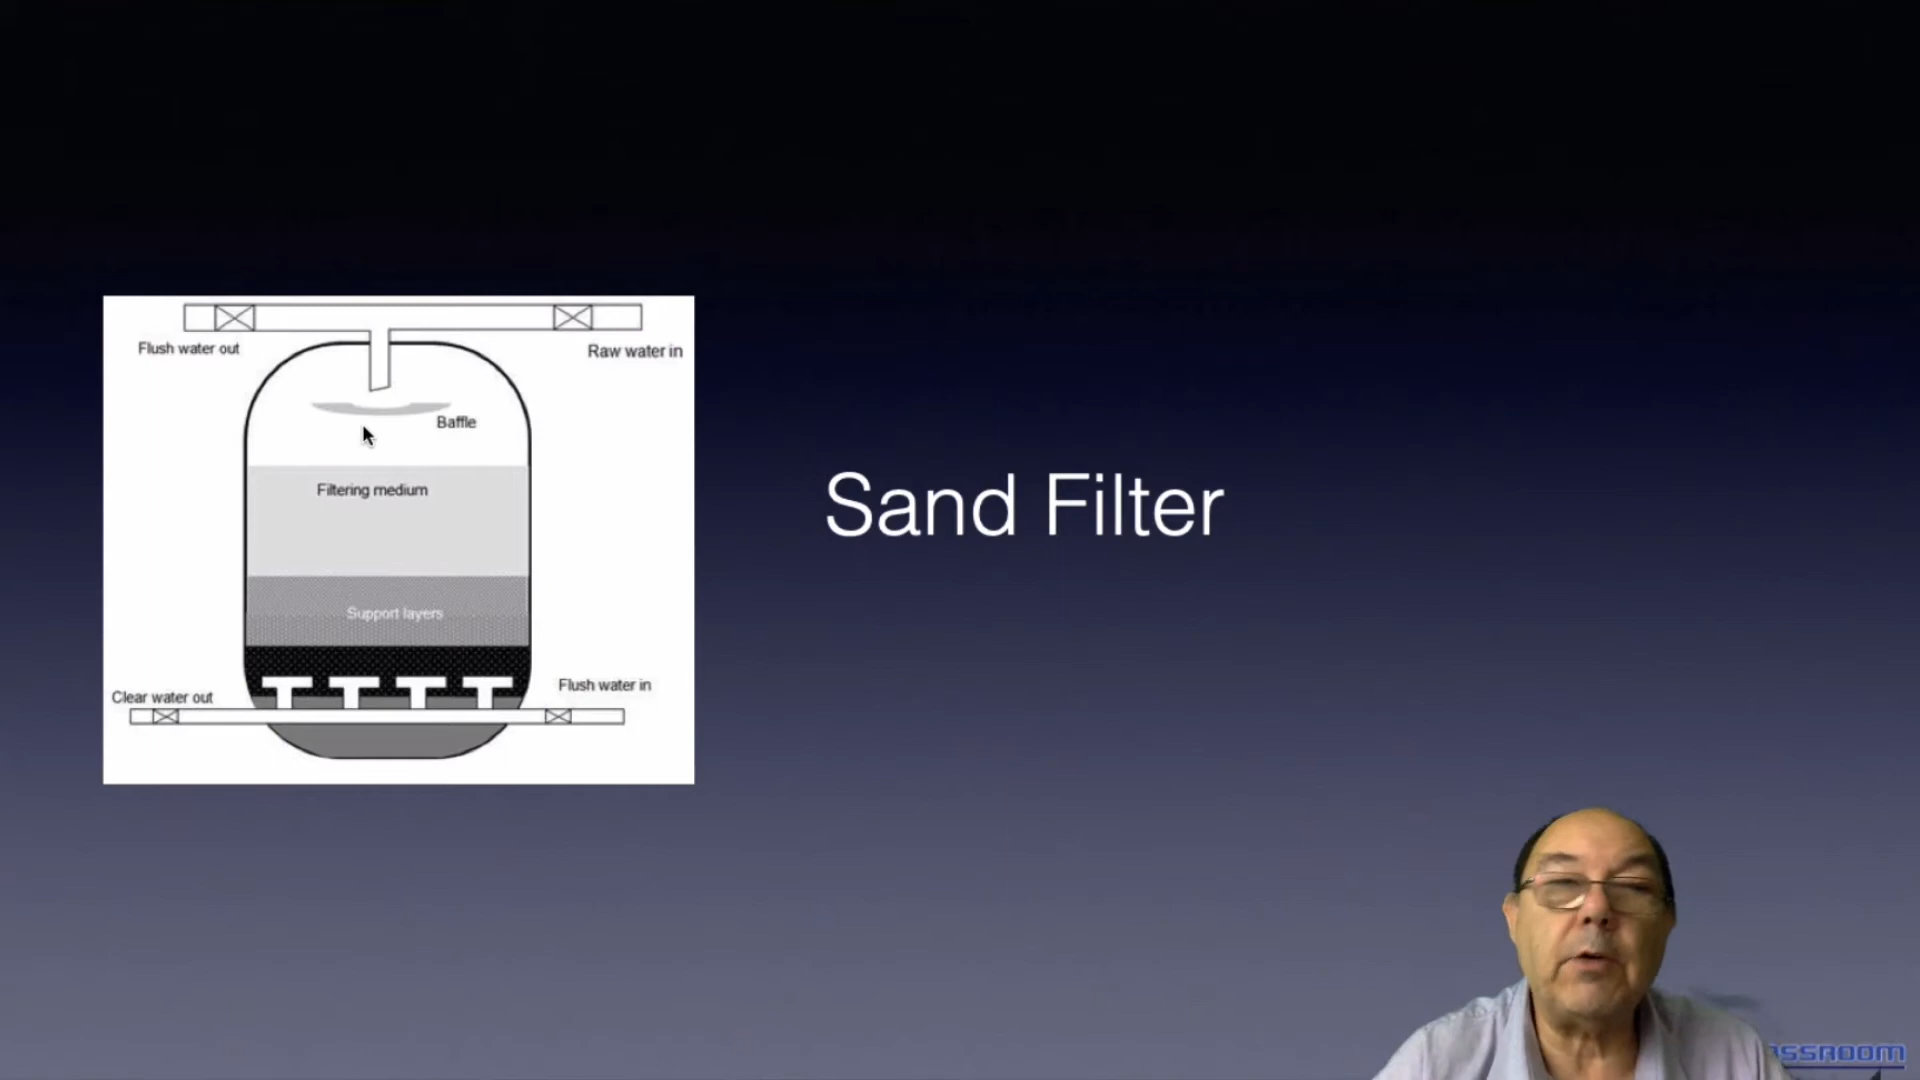 Flush water out
Raw water in
Baffle
Filtering medium
Sand Filter
Support layers
Flush water in
Clear water out